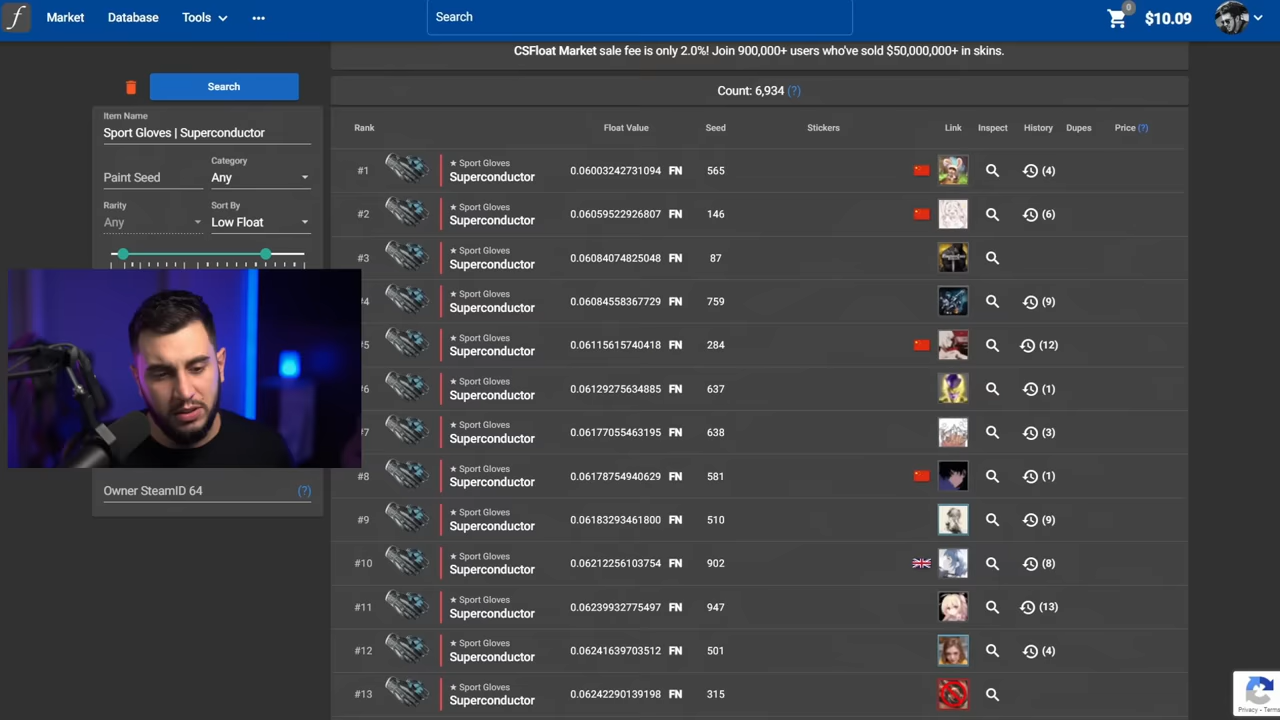 f Market Database Tools ... Search 0 $10.09
CSFloat Market sale fee is only 2.0%! Join 900,000+ users who've sold $50,000,000+ in skins.
Search
Count: 6,934 (?)
Item Name
Sport Gloves | Superconductor
Paint Seed
Category
Any
Rarity
Any
Sort By
Low Float
Owner SteamID 64 (?)
Rank Float Value Seed Stickers Link Inspect History Dupes Price (?)
#1 ★ Sport Gloves Superconductor 0.06003242731094 FN 565 (4)
#2 ★ Sport Gloves Superconductor 0.06059522926807 FN 146 (6)
#3 ★ Sport Gloves Superconductor 0.06084074825048 FN 87
#4 ★ Sport Gloves Superconductor 0.06084558367729 FN 759 (9)
#5 ★ Sport Gloves Superconductor 0.06115615740418 FN 284 (12)
#6 ★ Sport Gloves Superconductor 0.06129275634885 FN 637 (1)
#7 ★ Sport Gloves Superconductor 0.06177055463195 FN 638 (3)
#8 ★ Sport Gloves Superconductor 0.06178754940629 FN 581 (1)
#9 ★ Sport Gloves Superconductor 0.06183293461800 FN 510 (9)
#10 ★ Sport Gloves Superconductor 0.06212256103754 FN 902 (8)
#11 ★ Sport Gloves Superconductor 0.06239932775497 FN 947 (13)
#12 ★ Sport Gloves Superconductor 0.06241639703512 FN 501 (4)
#13 ★ Sport Gloves Superconductor 0.06242290139198 FN 315
Privacy - Terms